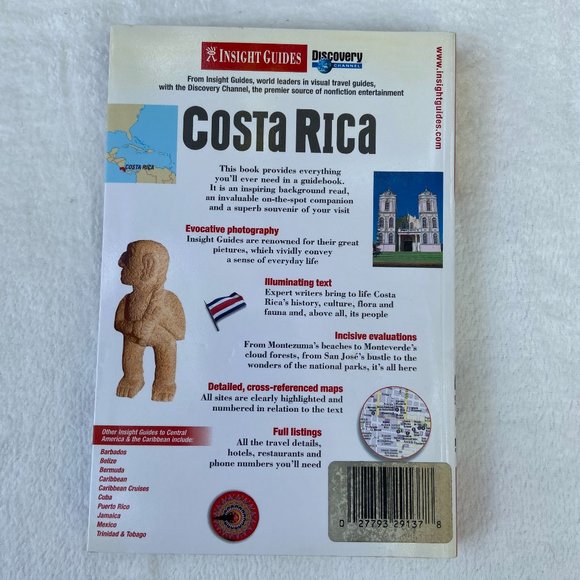 INSIGHT GUIDES
Discovery
CHANNEL
www.insightguides.com
From Insight Guides, world leaders in visual travel guides,
with the Discovery Channel, the premier source of nonfiction entertainment
COSTA RICA
COSTA RICA
This book provides everything
you'll ever need in a guidebook.
It is an inspiring background read,
an invaluable on-the-spot companion
and a superb souvenir of your visit
Evocative photography
Insight Guides are renowned for their great
pictures, which vividly convey
a sense of everyday life
Illuminating text
Expert writers bring to life Costa
Rica's history, culture, flora and
fauna and, above all, its people
Incisive evaluations
From Montezuma's beaches to Monteverde's
cloud forests, from San José's bustle to the
wonders of the national parks, it's all here
Detailed, cross-referenced maps
All sites are clearly highlighted and
numbered in relation to the text
Full listings
All the travel details,
hotels, restaurants and
phone numbers you'll need
Other Insight Guides to Central
America & the Caribbean include:
Barbados
Belize
Bermuda
Caribbean
Caribbean Cruises
Cuba
Puerto Rico
Jamaica
Mexico
Trinidad & Tobago
0 27793 29137 8